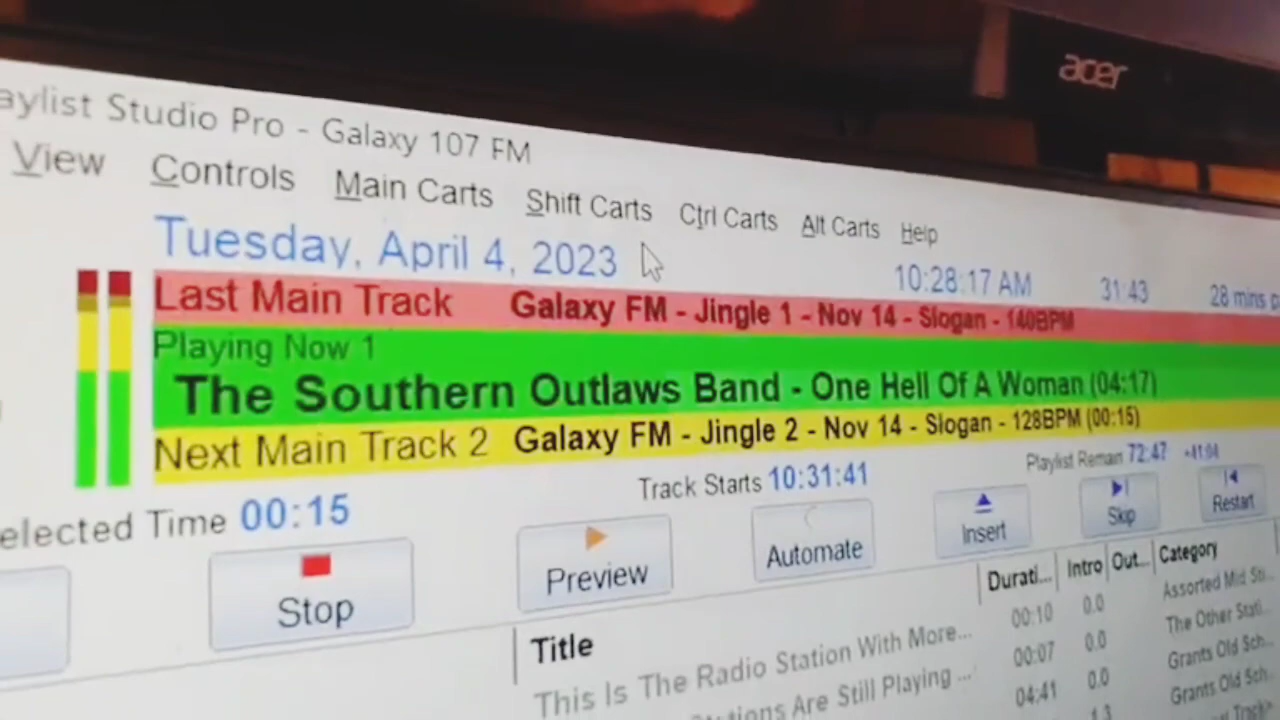 acer
aylist Studio Pro - Galaxy 107 FM
View Controls Main Carts Shift Carts Ctrl Carts Alt Carts Help
Tuesday, April 4, 2023 10:28:17 AM 31:43 28 mins
Last Main Track Galaxy FM - Jingle 1 - Nov 14 - Slogan - 140BPM
Playing Now 1
The Southern Outlaws Band - One Hell Of A Woman (04:17)
Next Main Track 2 Galaxy FM - Jingle 2 - Nov 14 - Slogan - 128BPM (00:15)
elected Time 00:15 Track Starts 10:31:41 Playlist Remain 72:47
Stop Preview Automate Insert Skip Restart
Title Durati... Intro Out... Category
This Is The Radio Station With More... 00:10 0.0 Assorted Mid Sti...
tions Are Still Playing ... 00:07 0.0 The Other Stati...
04:41 0.0 Grants Old Sch...
Grants Old Sch...